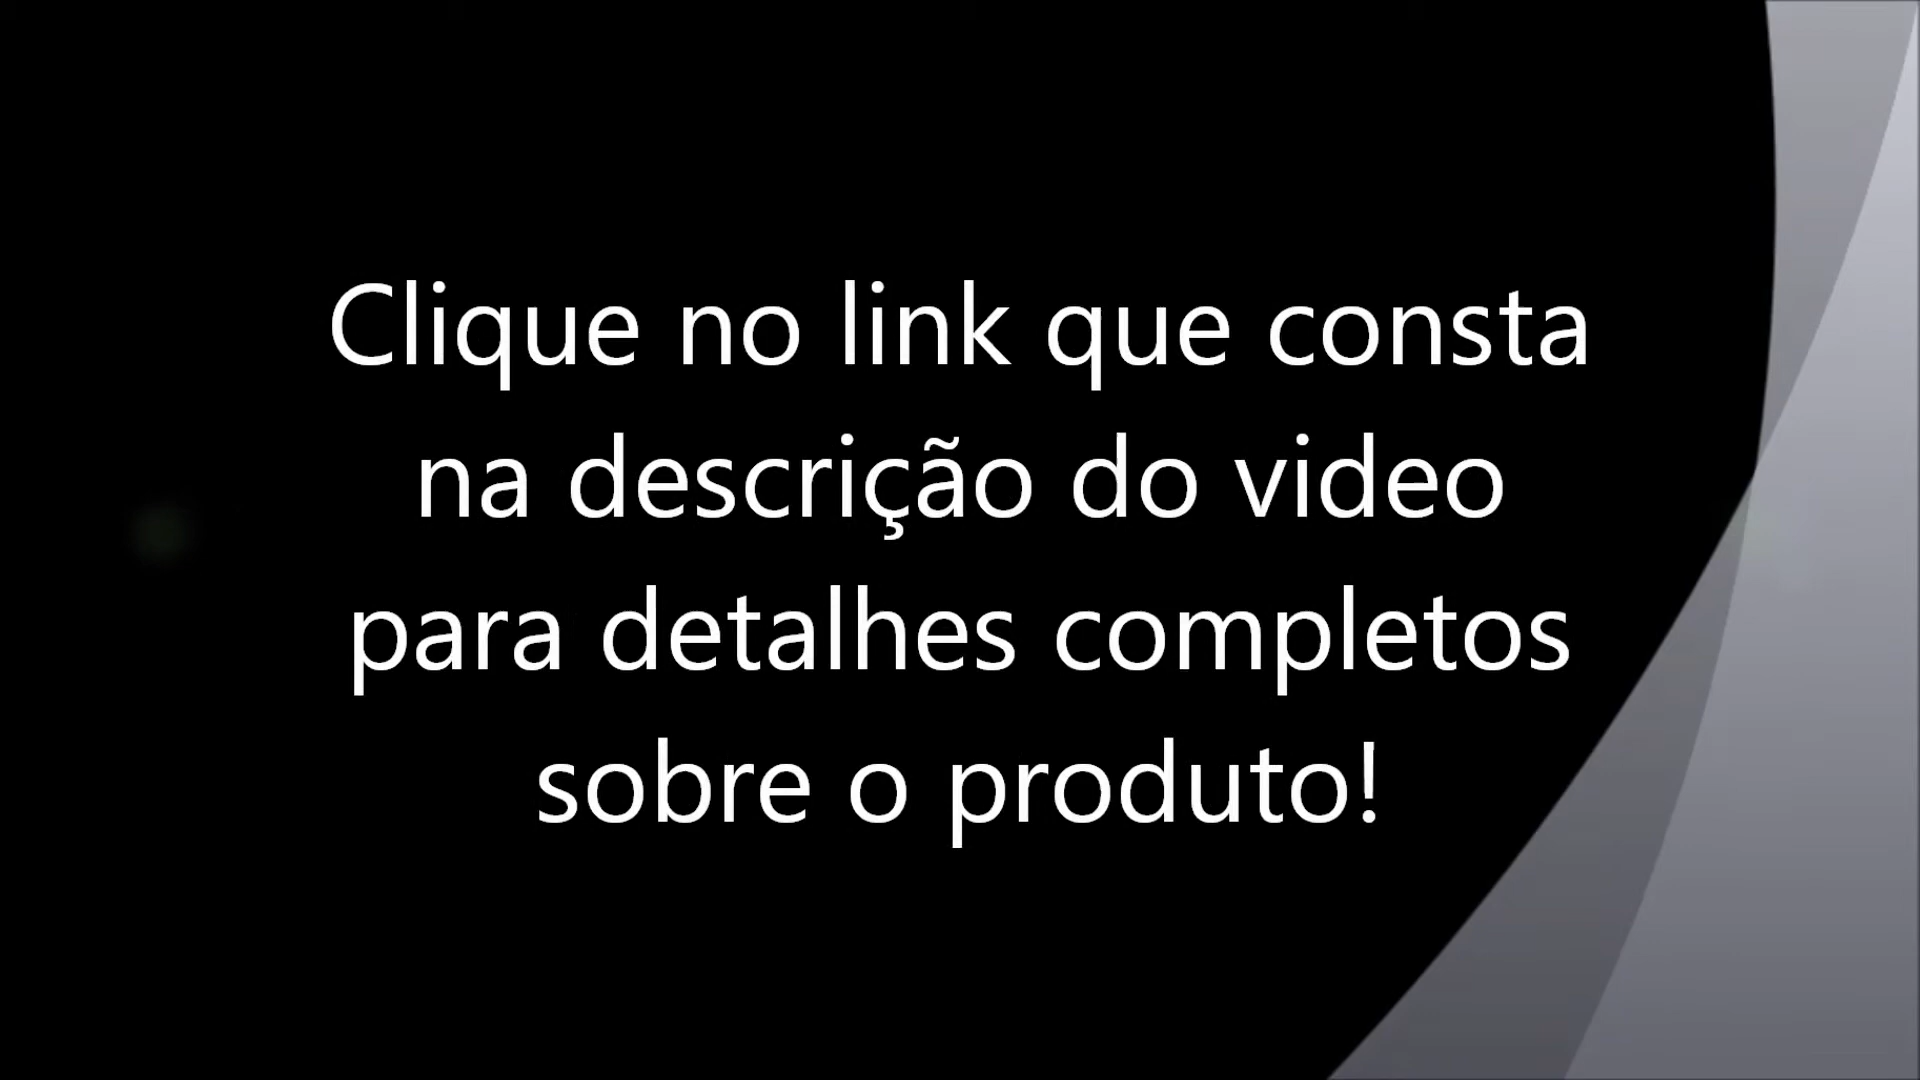 Clique no link que consta
na descrição do video
para detalhes completos
sobre o produto!